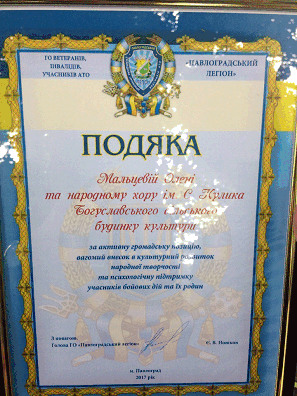 ГО ВЕТЕРАНІВ,
ІНВАЛІДІВ,
УЧАСНИКІВ АТО
«ПАВЛОГРАДСЬКИЙ
ЛЕГІОН»
ПОДЯКА
Мальцевій Олені
та народному хору ім. Є. Кулика
Богуславського сільського
будинку культури
за активну громадську позицію,
вагомий внесок в культурний розвиток
народної творчості
та психологічну підтримку
учасників бойових дій та їх родин
З повагою,
Голова ГО «Павлоградський легіон»
м. Павлоград
2017 рік